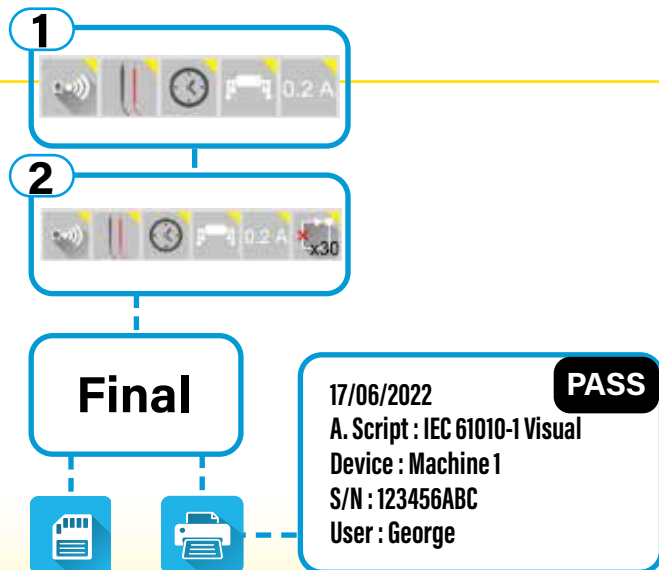 1
0.2 A
2
0.2 A
x30
Final
PASS
17/06/2022
A. Script : IEC 61010-1 Visual
Device : Machine 1
S/N : 123456ABC
User : George